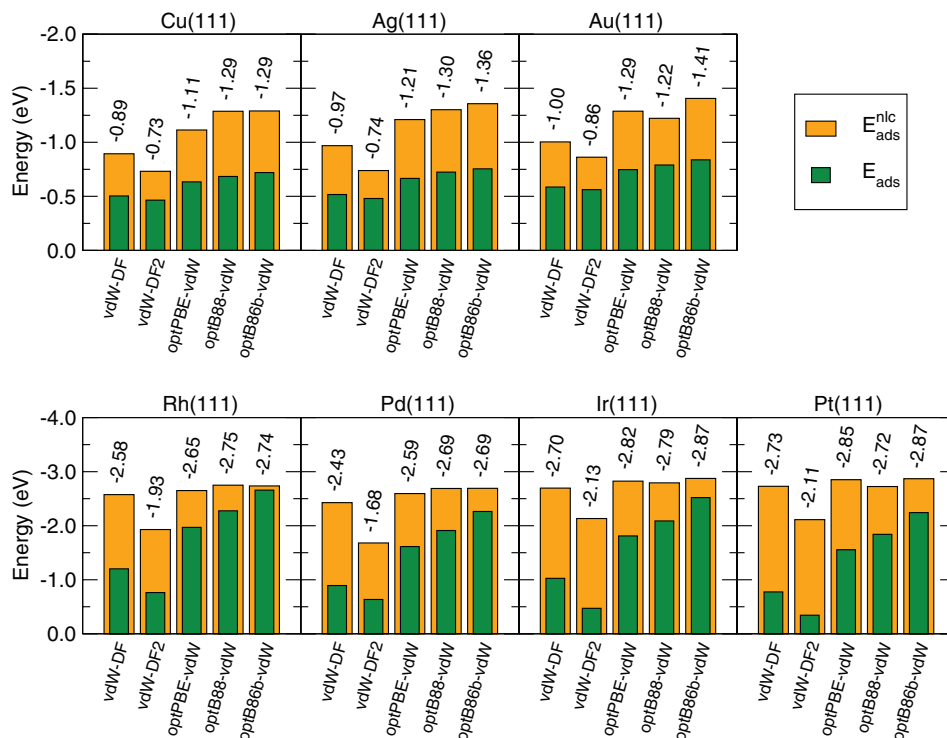 Cu(111)
Ag(111)
Au(111)
Energy (eV)
-2.0
-1.5
-1.0
-0.5
0.0
-0.89
-0.73
-1.11
-1.29
-1.29
-0.97
-0.74
-1.21
-1.30
-1.36
-1.00
-0.86
-1.29
-1.22
-1.41
E_ads^nlc
E_ads
vdW-DF
vdW-DF2
optPBE-vdW
optB88-vdW
optB86b-vdW
vdW-DF
vdW-DF2
optPBE-vdW
optB88-vdW
optB86b-vdW
vdW-DF
vdW-DF2
optPBE-vdW
optB88-vdW
optB86b-vdW
Rh(111)
Pd(111)
Ir(111)
Pt(111)
Energy (eV)
-4.0
-3.0
-2.0
-1.0
0.0
-2.58
-1.93
-2.65
-2.75
-2.74
-2.43
-1.68
-2.59
-2.69
-2.69
-2.70
-2.13
-2.82
-2.79
-2.87
-2.73
-2.11
-2.85
-2.72
-2.87
vdW-DF
vdW-DF2
optPBE-vdW
optB88-vdW
optB86b-vdW
vdW-DF
vdW-DF2
optPBE-vdW
optB88-vdW
optB86b-vdW
vdW-DF
vdW-DF2
optPBE-vdW
optB88-vdW
optB86b-vdW
vdW-DF
vdW-DF2
optPBE-vdW
optB88-vdW
optB86b-vdW